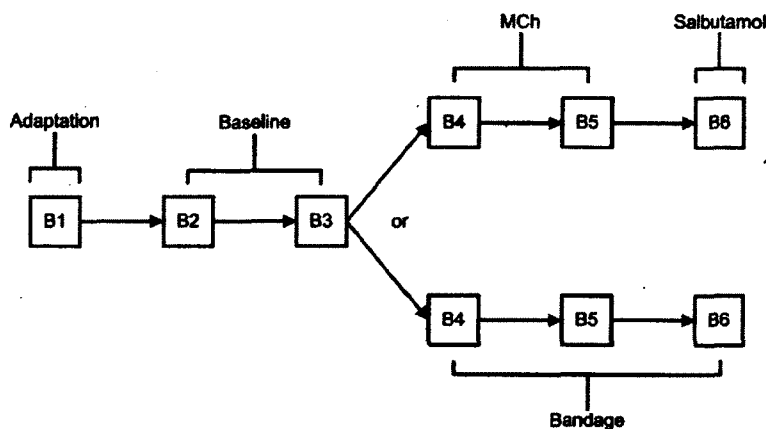 MCh
Salbutamol
B4
B5
B6
Adaptation
Baseline
B1
B2
B3
or
B4
B5
B6
Bandage